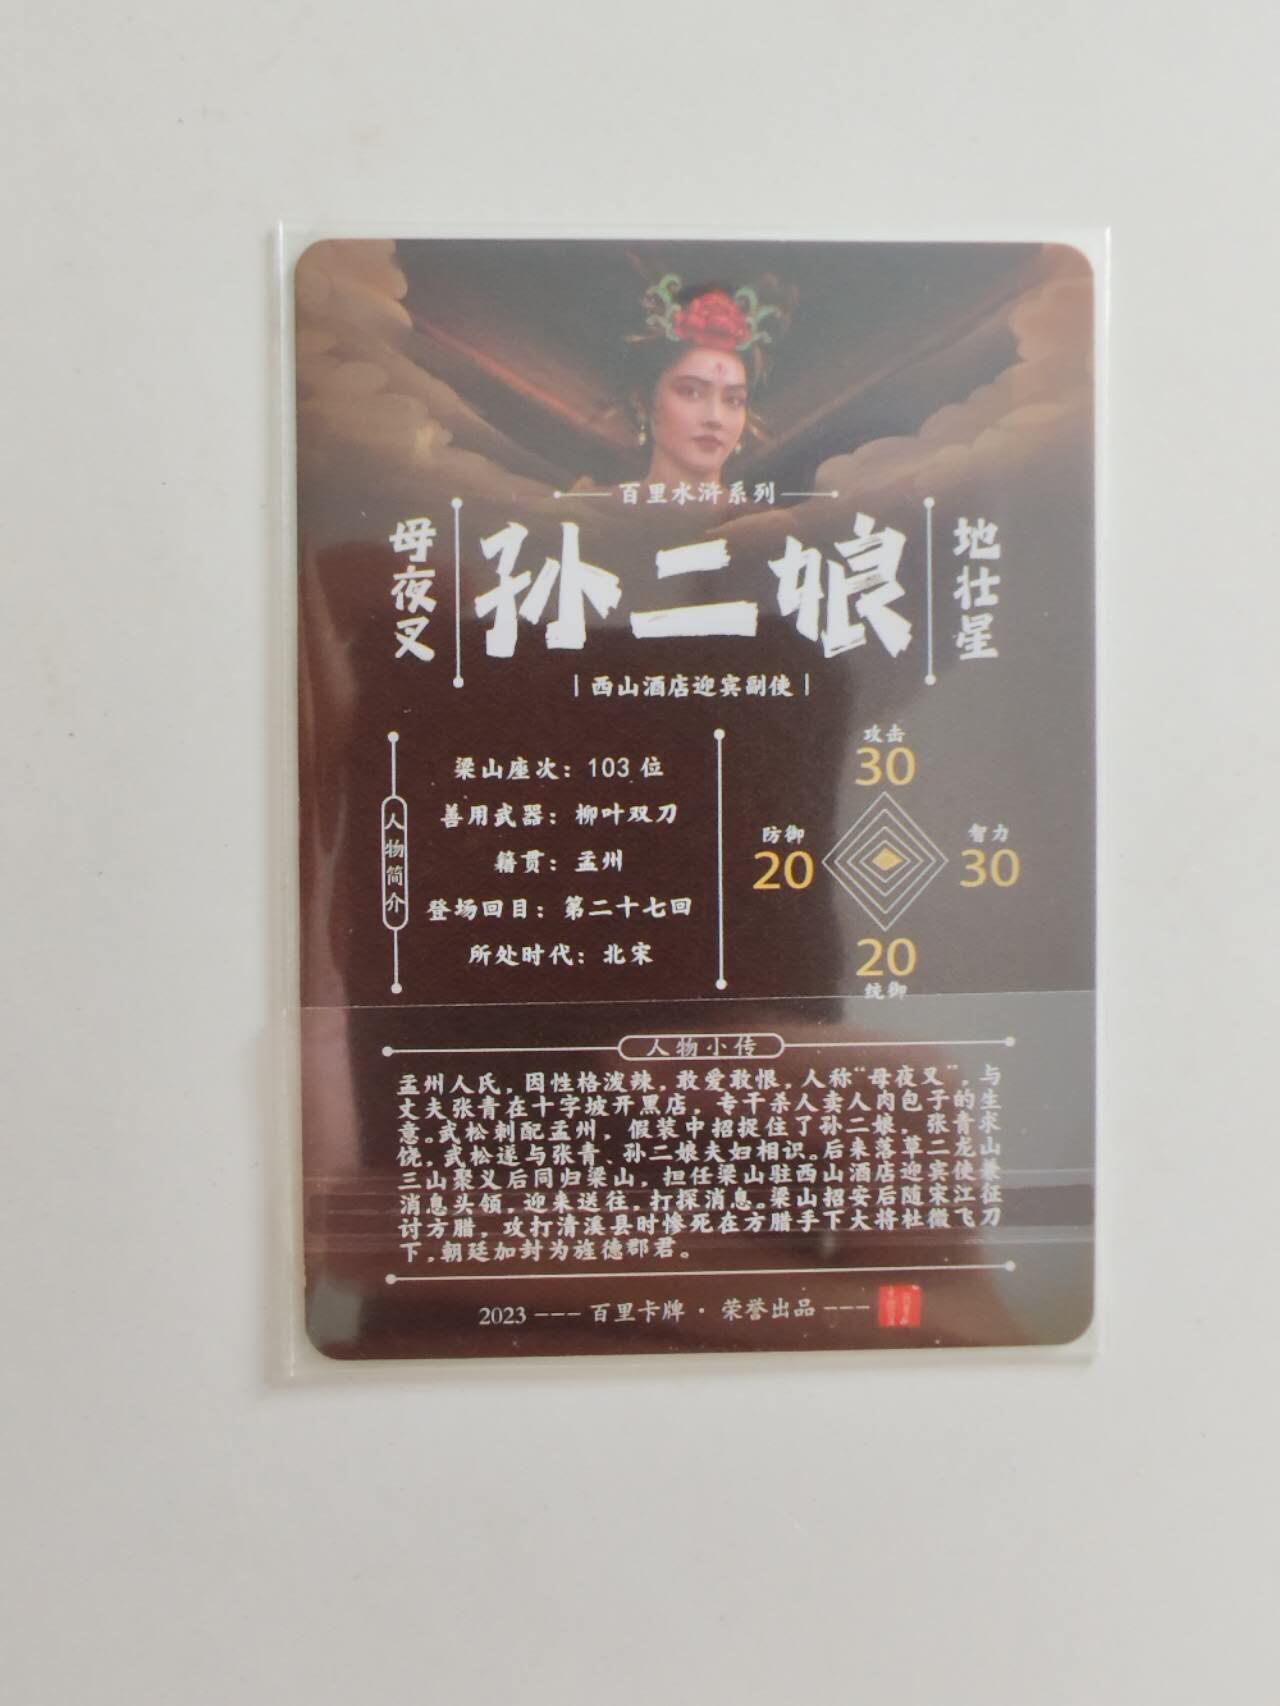 百里水浒系列
母夜叉
孙二娘
地壮星
西山酒店迎宾副使
人物简介
梁山座次：103位
善用武器：柳叶双刀
籍贯：孟州
登场回目：第二十七回
所处时代：北宋
攻击
30
防御
20
智力
30
20
统御
人物小传
孟州人氏，因性格泼辣，敢爱敢恨，人称“母夜叉”，与
丈夫张青在十字坡开黑店，专干杀人卖人肉包子的生
意。武松刺配孟州，假装中招捉住了孙二娘，张青求
饶，武松遂与张青、孙二娘夫妇相识。后来落草二龙山
三山聚义后同归梁山，担任梁山驻西山酒店迎宾使兼
消息头领，迎来送往，打探消息。梁山招安后随宋江征
讨方腊，攻打清溪县时惨死在方腊手下大将杜微飞刀
下，朝廷加封为旌德郡君。
2023 --- 百里卡牌 · 荣誉出品 ---